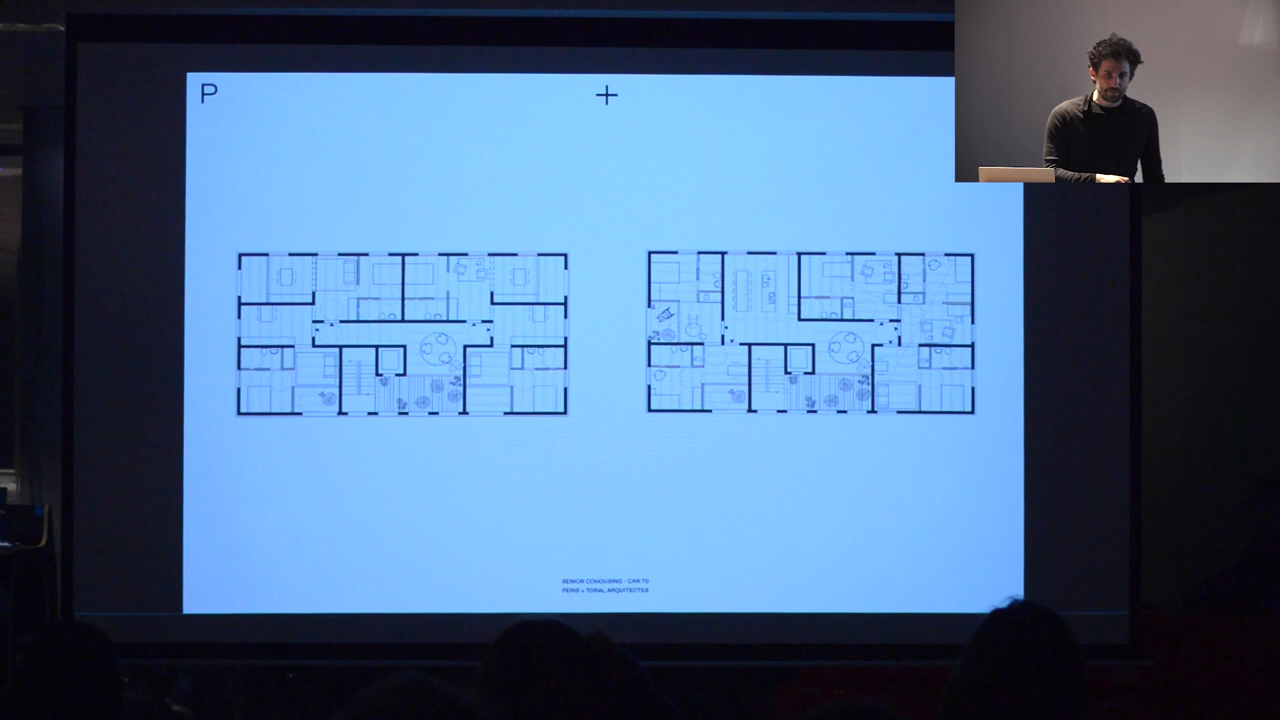 P +
SENIOR COHOUSING - CAN 70
PERIS + TORAL ARQUITECTES